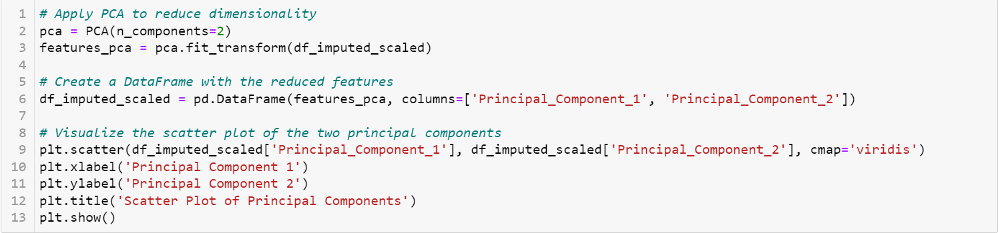 1 # Apply PCA to reduce dimensionality
2 pca = PCA(n_components=2)
3 features_pca = pca.fit_transform(df_imputed_scaled)
4
5 # Create a DataFrame with the reduced features
6 df_imputed_scaled = pd.DataFrame(features_pca, columns=['Principal_Component_1', 'Principal_Component_2'])
7
8 # Visualize the scatter plot of the two principal components
9 plt.scatter(df_imputed_scaled['Principal_Component_1'], df_imputed_scaled['Principal_Component_2'], cmap='viridis')
10 plt.xlabel('Principal Component 1')
11 plt.ylabel('Principal Component 2')
12 plt.title('Scatter Plot of Principal Components')
13 plt.show()